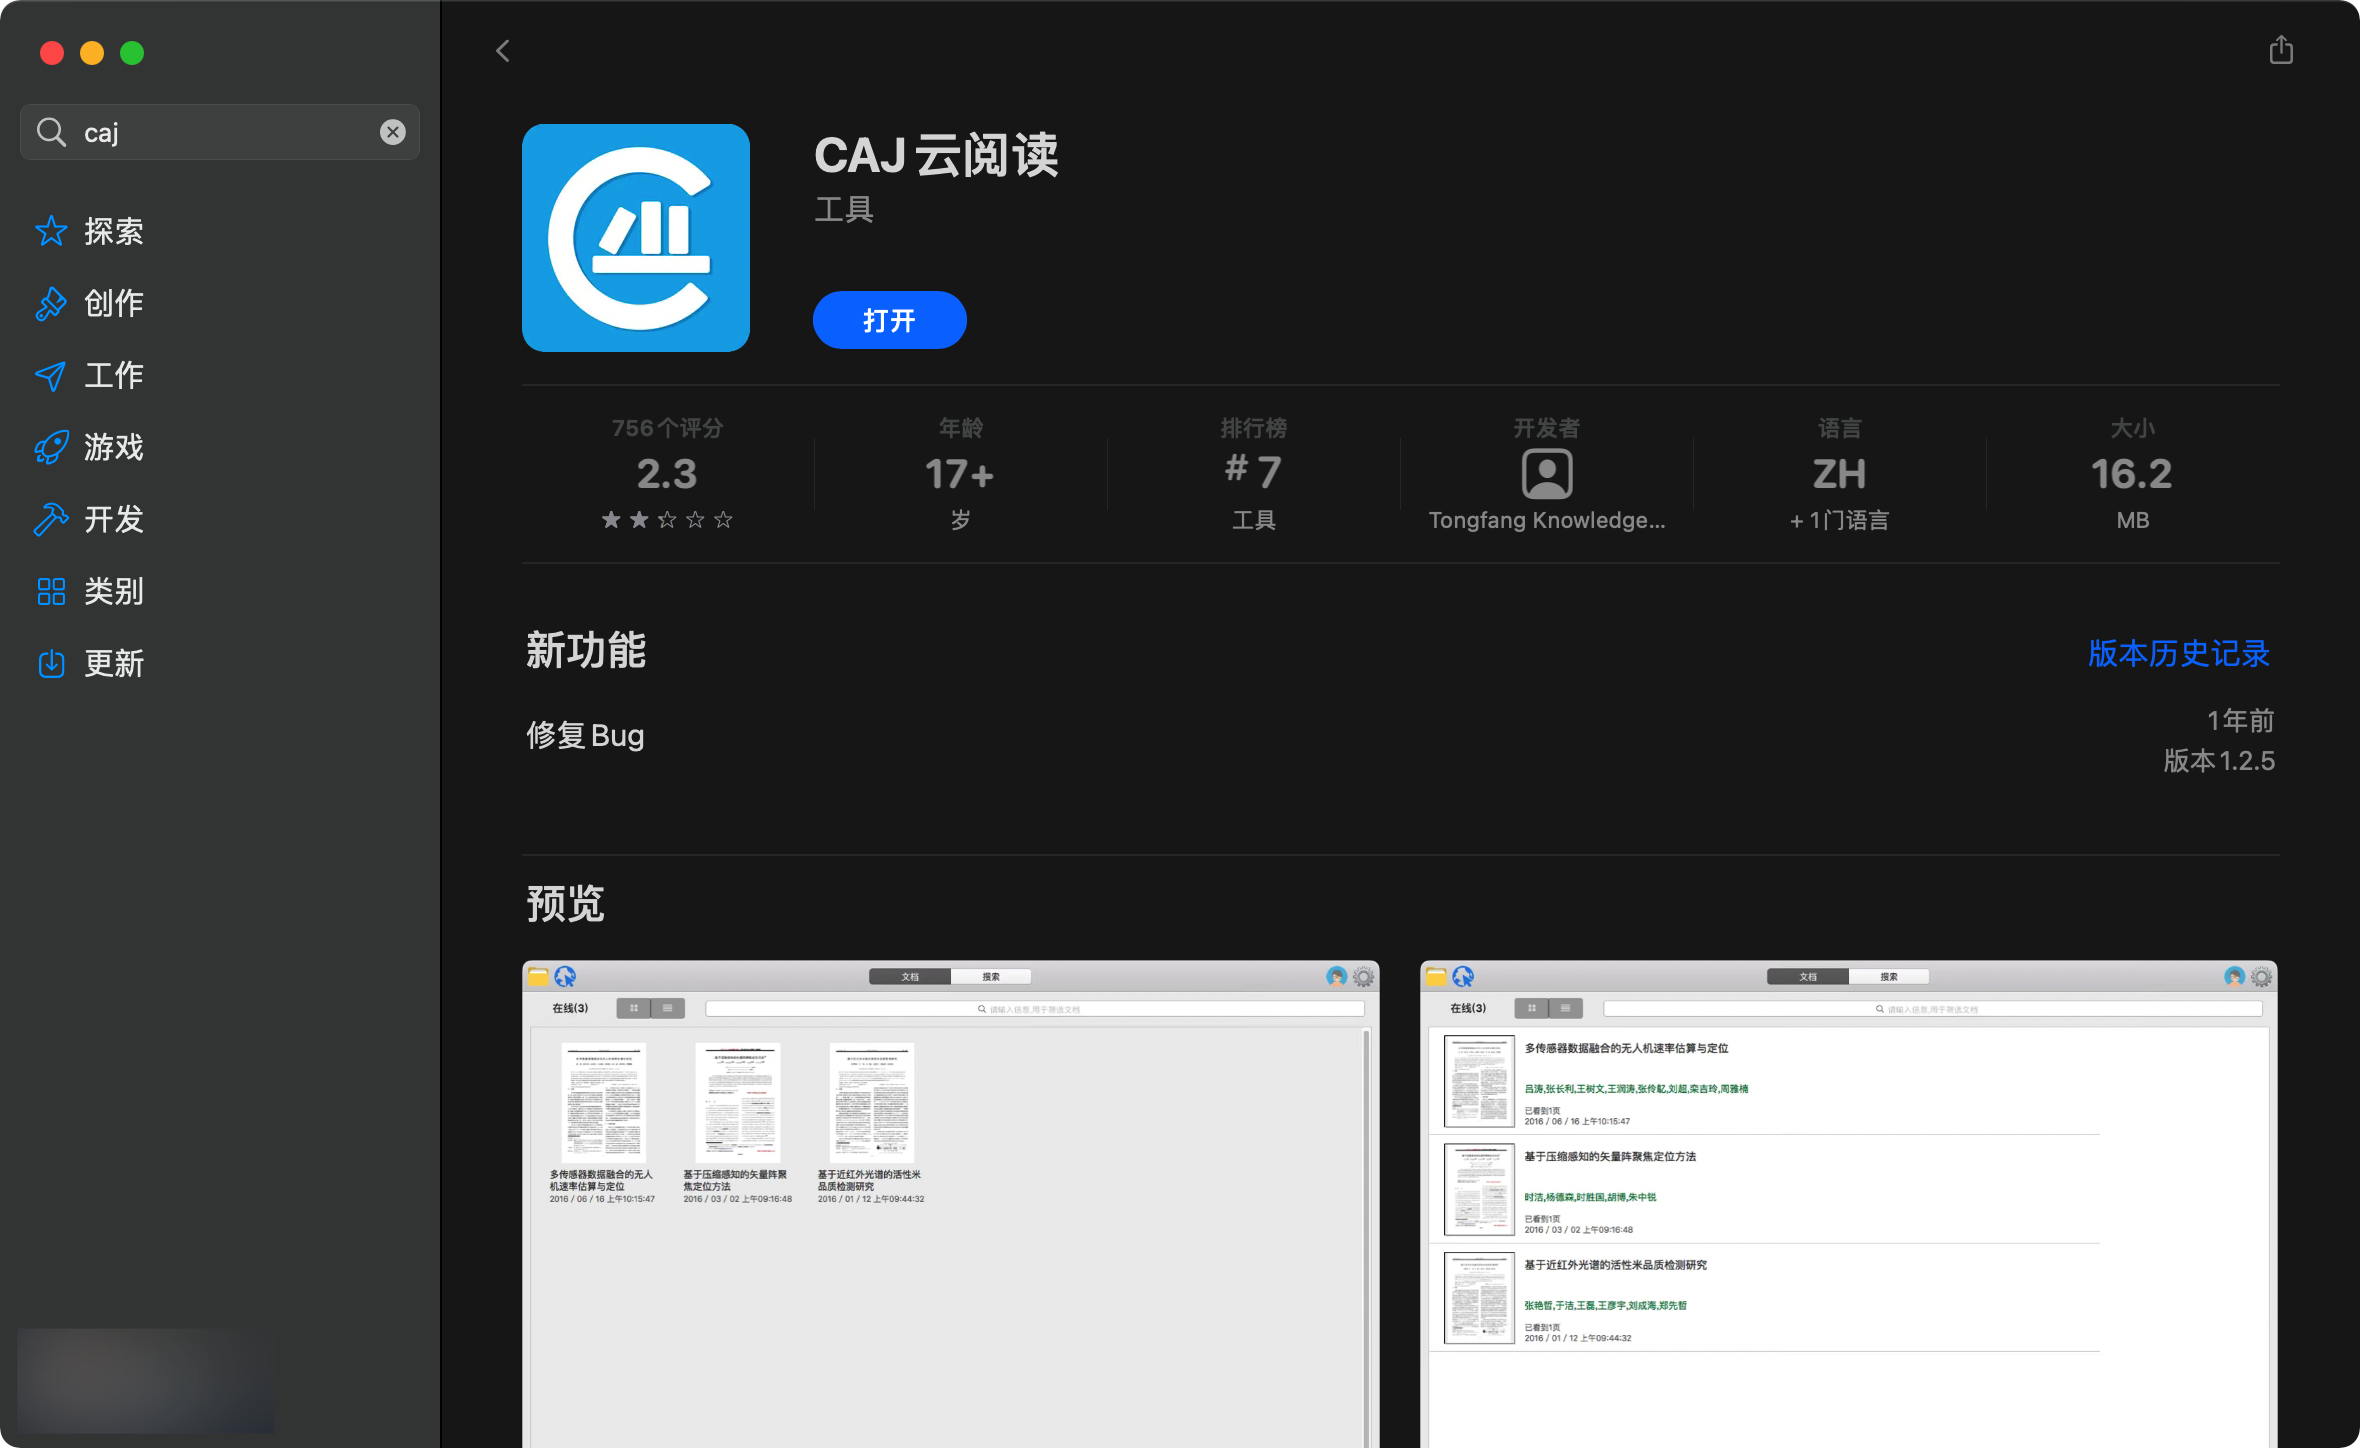 caj
探索
创作
工作
游戏
开发
类别
更新
CAJ 云阅读
工具
打开
756 个评分
2.3
年龄
17+
岁
排行榜
# 7
工具
开发者
Tongfang Knowledge...
语言
ZH
+ 1 门语言
大小
16.2
MB
新功能
版本历史记录
修复 Bug
1年前
版本 1.2.5
预览
文档
搜索
在线(3)
请输入信息,用于筛选文档
多传感器数据融合的无人
机速率估算与定位
2016 / 06 / 16 上午10:15:47
基于压缩感知的矢量阵聚
焦定位方法
2016 / 03 / 02 上午09:16:48
基于近红外光谱的活性米
品质检测研究
2016 / 01 / 12 上午09:44:32
文档
搜索
在线(3)
请输入信息,用于筛选文档
多传感器数据融合的无人机速率估算与定位
吕涛,张长利,王树文,王润涛,张伶鳦,刘超,栾吉玲,周雅楠
已看到1页
2016 / 06 / 16 上午10:15:47
基于压缩感知的矢量阵聚焦定位方法
时洁,杨德森,时胜国,胡博,朱中锐
已看到1页
2016 / 03 / 02 上午09:16:48
基于近红外光谱的活性米品质检测研究
张艳哲,于洁,王磊,王彦宇,刘成海,郑先哲
已看到1页
2016 / 01 / 12 上午09:44:32